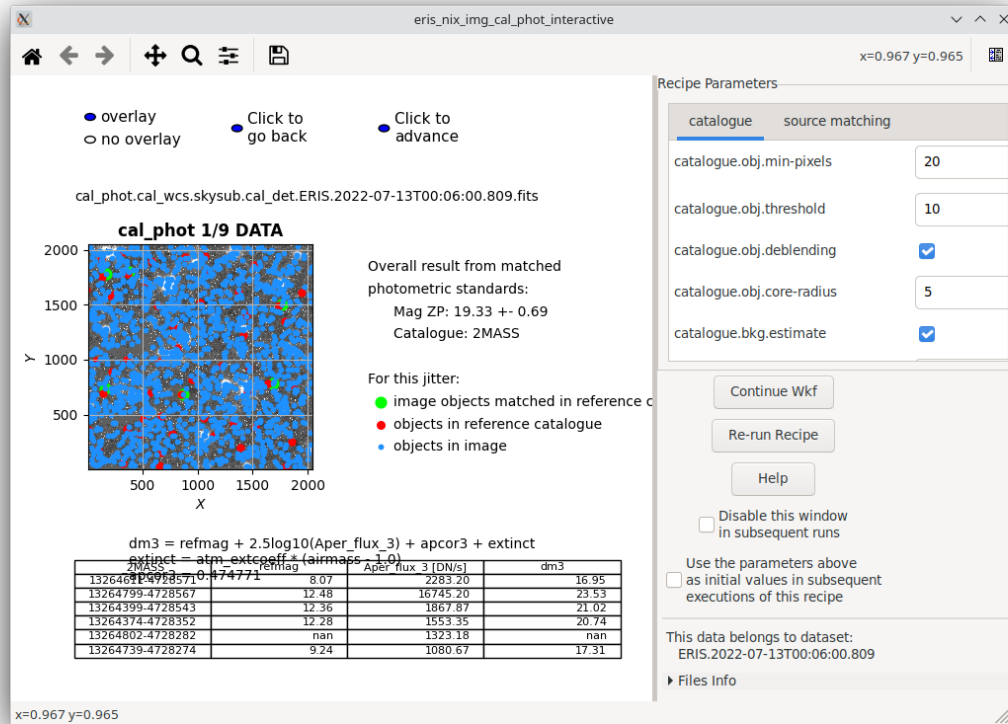 eris_nix_img_cal_phot_interactive
x=0.967 y=0.965
overlay
no overlay
Click to
go back
Click to
advance
cal_phot.cal_wcs.skysub.cal_det.ERIS.2022-07-13T00:06:00.809.fits
cal_phot 1/9 DATA
2000
1500
1000
500
Y
500 1000 1500 2000
X
Overall result from matched
photometric standards:
Mag ZP: 19.33 +- 0.69
Catalogue: 2MASS
For this jitter:
image objects matched in reference c
objects in reference catalogue
objects in image
dm3 = refmag + 2.5log10(Aper_flux_3) + apcor3 + extinct
extinct = atm_extcoeff * (airmass - 1.0)
apcor3 = 0.474771
2MASS refmag Aper_flux_3 [DN/s] dm3
8.07 2283.20 16.95
13264799-4728567 12.48 16745.20 23.53
13264399-4728543 12.36 1867.87 21.02
13264374-4728352 12.28 1553.35 20.74
13264802-4728282 nan 1323.18 nan
13264739-4728274 9.24 1080.67 17.31
Recipe Parameters
catalogue source matching
catalogue.obj.min-pixels 20
catalogue.obj.threshold 10
catalogue.obj.deblending
catalogue.obj.core-radius 5
catalogue.bkg.estimate
Continue Wkf
Re-run Recipe
Help
Disable this window
in subsequent runs
Use the parameters above
as initial values in subsequent
executions of this recipe
This data belongs to dataset:
ERIS.2022-07-13T00:06:00.809
Files Info
x=0.967 y=0.965